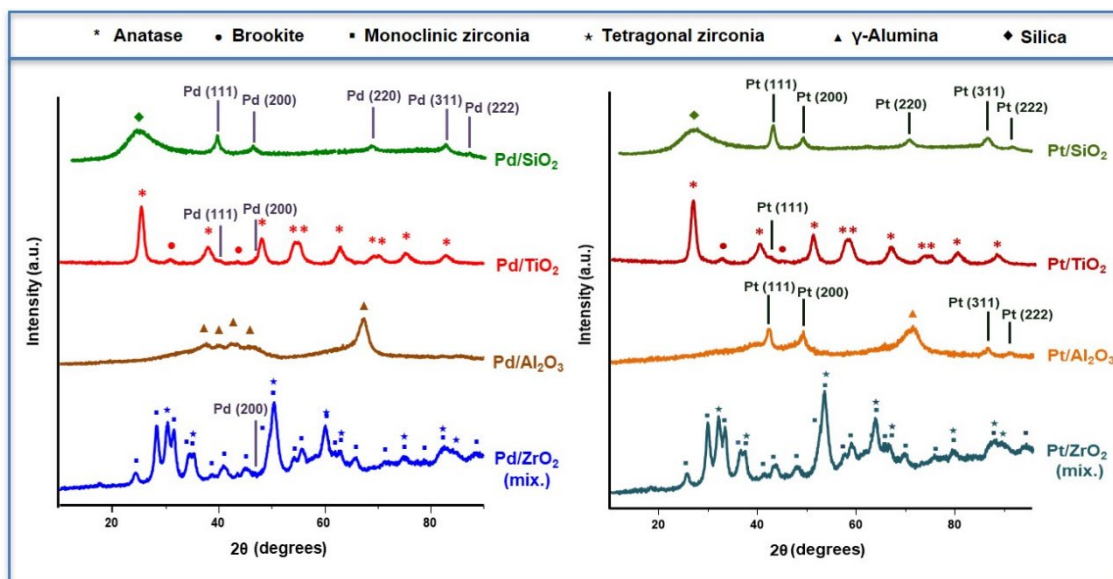 * Anatase ● Brookite ▪ Monoclinic zirconia ★ Tetragonal zirconia ▲ γ-Alumina ◆ Silica
Intensity (a.u.)
Pd (111)
Pd (200)
Pd (220)
Pd (311)
Pd (222)
Pd/SiO₂
Pd (111)
Pd (200)
Pd/TiO₂
Pd/Al₂O₃
Pd (200)
Pd/ZrO₂
(mix.)
20 40 60 80
2θ (degrees)
Intensity (a.u.)
Pt (111)
Pt (200)
Pt (220)
Pt (311)
Pt (222)
Pt/SiO₂
Pt (111)
Pt/TiO₂
Pt (111)
Pt (200)
Pt (311)
Pt (222)
Pt/Al₂O₃
Pt/ZrO₂
(mix.)
20 40 60 80
2θ (degrees)